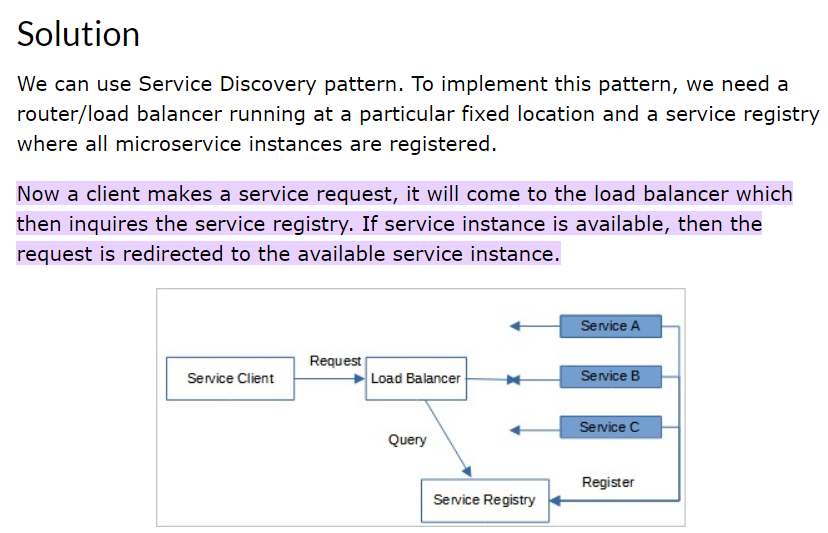 Solution
We can use Service Discovery pattern. To implement this pattern, we need a
router/load balancer running at a particular fixed location and a service registry
where all microservice instances are registered.
Now a client makes a service request, it will come to the load balancer which
then inquires the service registry. If service instance is available, then the
request is redirected to the available service instance.
Service A
Request
Service Client
Load Balancer
Service B
Service C
Query
Register
Service Registry